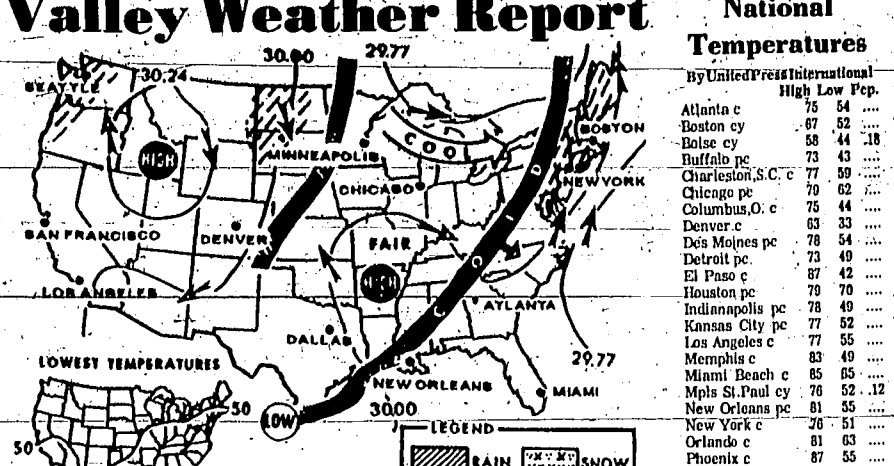 Valley Weather Report
30.00
29.77
30.24
SEATTLE
HIGH
MINNEAPOLIS
COOL
BOSTON
CHICAGO
NEW YORK
SAN FRANCISCO
DENVER
FAIR
COLD
HIGH
LOS ANGELES
ATLANTA
DALLAS
LOWEST TEMPERATURES
29.77
NEW ORLEANS
MIAMI
50
LOW
30.00
50
LEGEND
RAIN
SNOW
National
Temperatures
By United Press International
High Low Pcp.
Atlanta c 75 54 ....
Boston cy 67 52 ....
Boise cy 58 44 .18
Buffalo pc 73 43 ....
Charleston, S.C. c 77 59 ....
Chicago pc 79 62 ....
Columbus, O. c 75 44 ....
Denver c 63 33 ....
Des Moines pc 78 54 ....
Detroit pc 73 49 ....
El Paso c 87 42 ....
Houston pc 79 70 ....
Indianapolis pc 78 49 ....
Kansas City pc 77 52 ....
Los Angeles c 77 55 ....
Memphis c 83 49 ....
Miami Beach c 85 65 ....
Mpls St.Paul cy 76 52 .12
New Orleans pc 81 55 ....
New York c 76 51 ....
Orlando c 81 63 ....
Phoenix c 87 55 ....